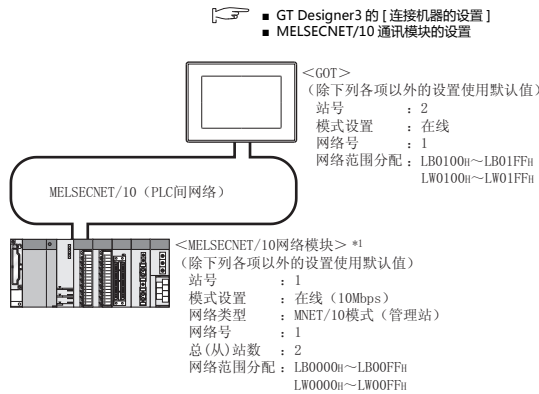 ■ GT Designer3 的 [ 连接机器的设置 ]
■ MELSECNET/10 通讯模块的设置
＜GOT＞
（除下列各项以外的设置使用默认值）
站号 ：2
模式设置 ：在线
网络号 ：1
网络范围分配：LB0100H～LB01FFH
LW0100H～LW01FFH
MELSECNET/10（PLC间网络）
＜MELSECNET/10网络模块＞ *1
（除下列各项以外的设置使用默认值）
站号 ：1
模式设置 ：在线（10Mbps）
网络类型 ：MNET/10模式（管理站）
网络号 ：1
总(从)站数 ：2
网络范围分配：LB0000H～LB00FFH
LW0000H～LW00FFH